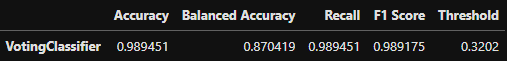 Accuracy Balanced Accuracy Recall F1 Score Threshold
VotingClassifier 0.989451 0.870419 0.989451 0.989175 0.3202